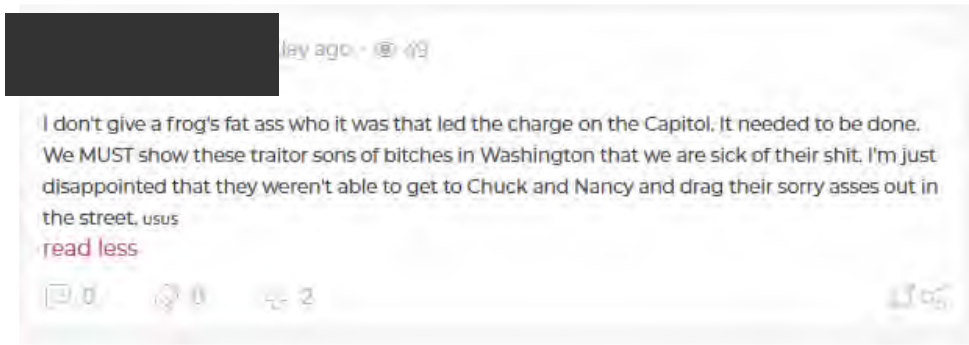 day ago · 49
I don't give a frog's fat ass who it was that led the charge on the Capitol. It needed to be done.
We MUST show these traitor sons of bitches in Washington that we are sick of their shit. I'm just
disappointed that they weren't able to get to Chuck and Nancy and drag their sorry asses out in
the street. usus
read less
0 0 2